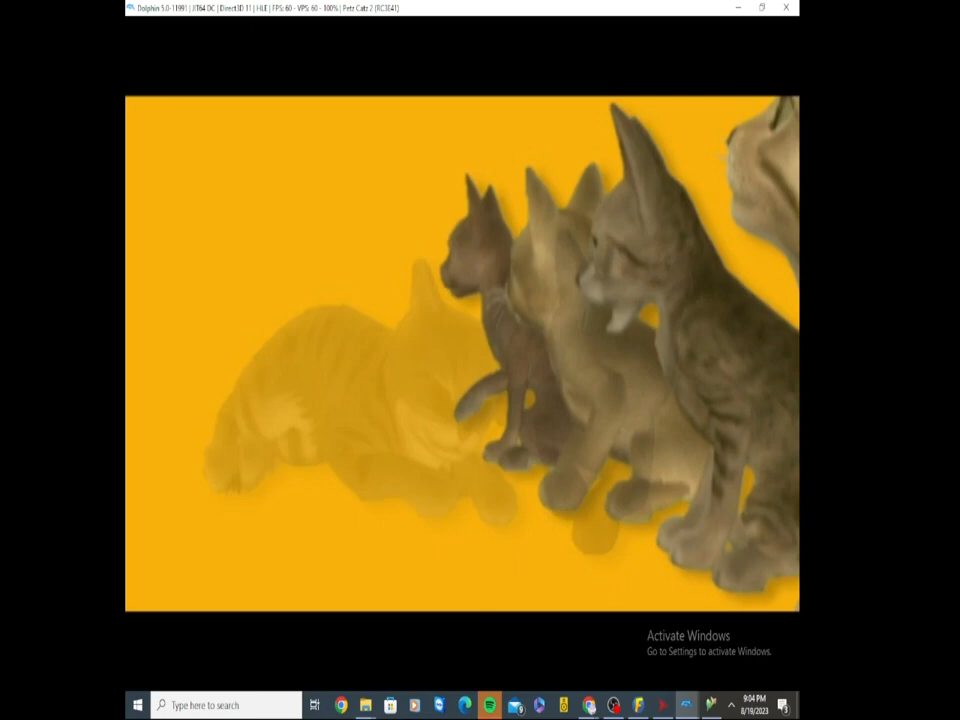 Dolphin 5.0-11991 | JIT64 DC | Direct3D 11 | HLE | FPS: 60 - VPS: 60 - 100% | Petz Catz 2 (RC3E41)
Activate Windows
Go to Settings to activate Windows.
Type here to search
9:04 PM
8/19/2023